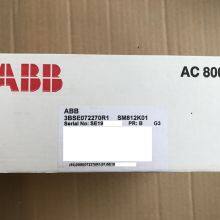 ABB
AC 800
ABB
3BSE072270R1 SM812K01
Serial No: SE19
PR: B G3